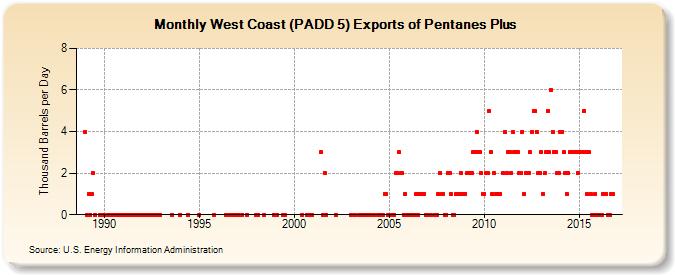 Monthly West Coast (PADD 5) Exports of Pentanes Plus
Thousand Barrels per Day
8
6
4
2
0
1990 1995 2000 2005 2010 2015
Source: U.S. Energy Information Administration